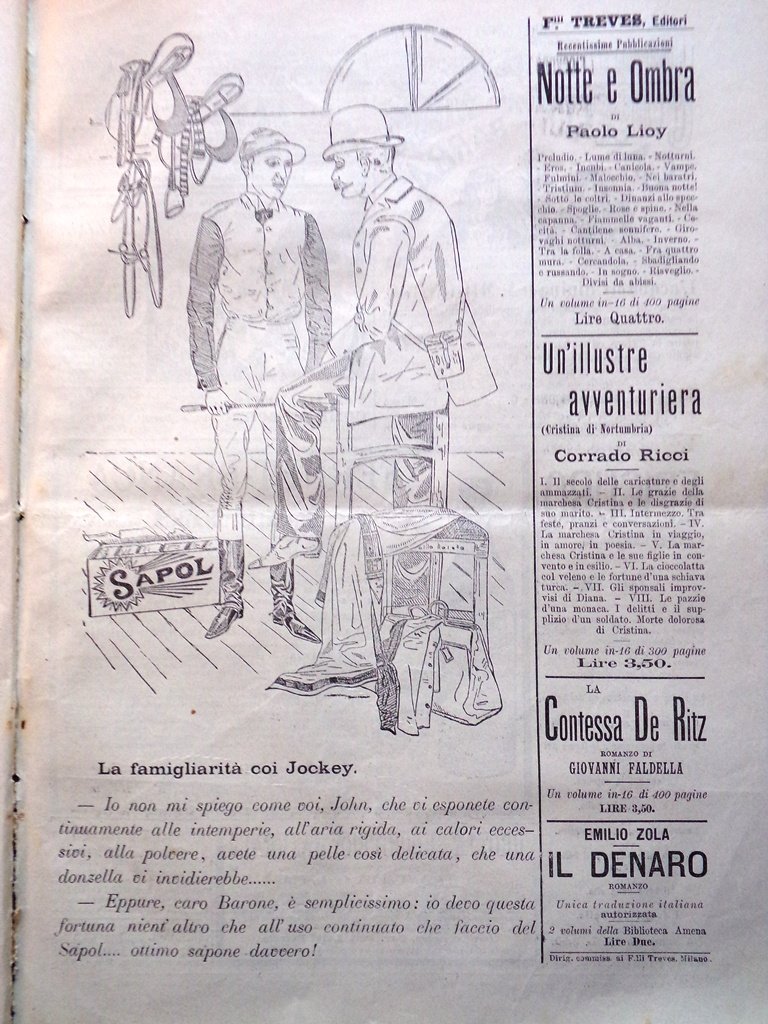 SAPOL
La famigliarità coi Jockey.
— Io non mi spiego come voi, John, che vi esponete con-
tinuamente alle intemperie, all'aria rigida, ai calori ecces-
sivi, alla polvere, avete una pelle così delicata, che una
donzella vi invidierebbe......
— Eppure, caro Barone, è semplicissimo: io devo questa
fortuna nient'altro che all'uso continuato che faccio del
Sapol.... ottimo sapone davvero!
F.lli TREVES, Editori
Recentissime Pubblicazioni
Notte e Ombra
DI
Paolo Lioy
Preludio. - Lume di luna. - Notturni.
- Eros. - Incubi. - Canicola. - Vampe.
Fulmini. - Malocchio. - Nei baratri.
- Tristium. - Insonnia. - Buona notte!
- Sotto le coltri. - Dinanzi allo spec-
chio. - Spoglie. - Rose e spine. - Nella
capanna. - Fiammelle vaganti. - Ce-
cità. - Cantilene sonnifere. - Giro-
vaghi notturni. - Alba. - Inverno. -
Tra la folla. - A casa. - Fra quattro
mura. - Cercandola. - Sbadigliando
e russando. - In sogno. - Risveglio. -
Divisi da abissi.
Un volume in-16 di 400 pagine
Lire Quattro.
Un'illustre
avventuriera
(Cristina di Nortumbria)
DI
Corrado Ricci
I. Il secolo delle caricature e degli
ammazzati. - II. Le grazie della
marchesa Cristina e le disgrazie di
suo marito. - III. Intermezzo. Tra
feste, pranzi e conversazioni. - IV.
La marchesa Cristina in viaggio,
in amore, in poesia. - V. La mar-
chesa Cristina e le sue figlie in con-
vento e in esilio. - VI. La cioccolatta
col veleno e le fortune d'una schiava
turca. - VII. Gli sponsali improv-
visi di Diana. - VIII. Le pazzie
d'una monaca. I delitti e il sup-
plizio d'un soldato. Morte dolorosa
di Cristina.
Un volume in-16 di 300 pagine
Lire 3,50.
LA
Contessa De Ritz
ROMANZO DI
GIOVANNI FALDELLA
Un volume in-16 di 400 pagine
LIRE 3,50.
EMILIO ZOLA
IL DENARO
ROMANZO
Unica traduzione italiana
autorizzata
2 volumi della Biblioteca Amena
Lire Due.
Dirig. commiss. ai F.lli Treves, Milano.